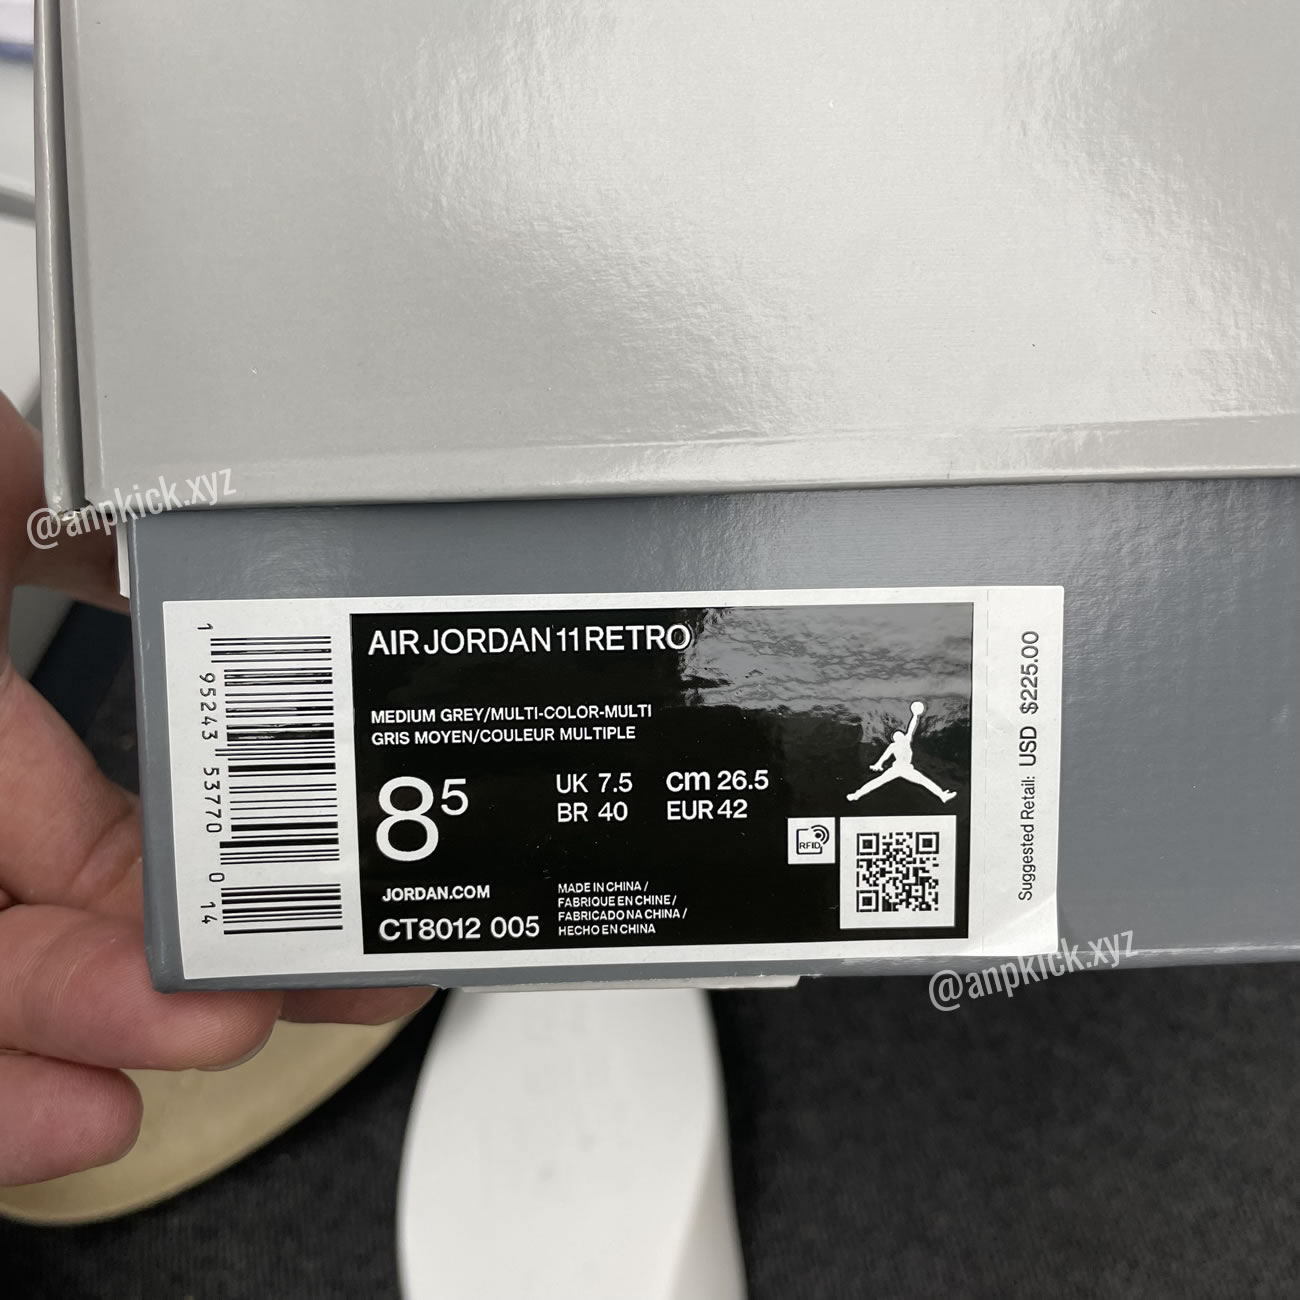 @anpkick.xyz
AIR JORDAN 11 RETRO
MEDIUM GREY/MULTI-COLOR-MULTI
GRIS MOYEN/COULEUR MULTIPLE
8⁵
UK 7.5 cm 26.5
BR 40 EUR 42
RFID
JORDAN.COM
CT8012 005
MADE IN CHINA /
FABRIQUE EN CHINE /
FABRICADO NA CHINA /
HECHO EN CHINA
1 95243 53770 0 14
Suggested Retail: USD $225.00
@anpkick.xyz